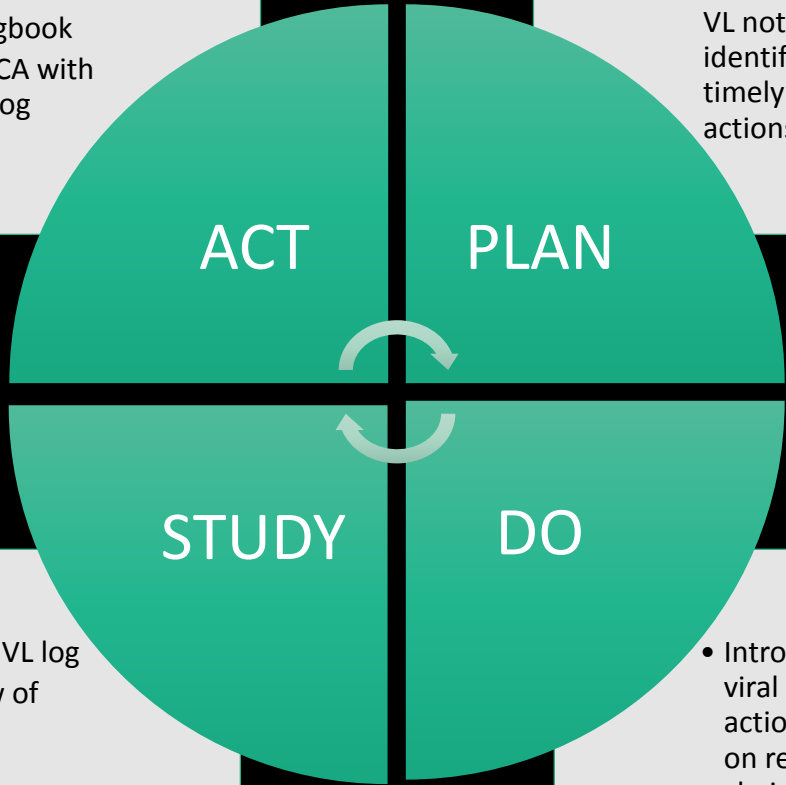 gbook
CA with
og
VL not
identif
timely
action
ACT
PLAN
STUDY
DO
VL log
y of
• Intro
viral
actio
on re